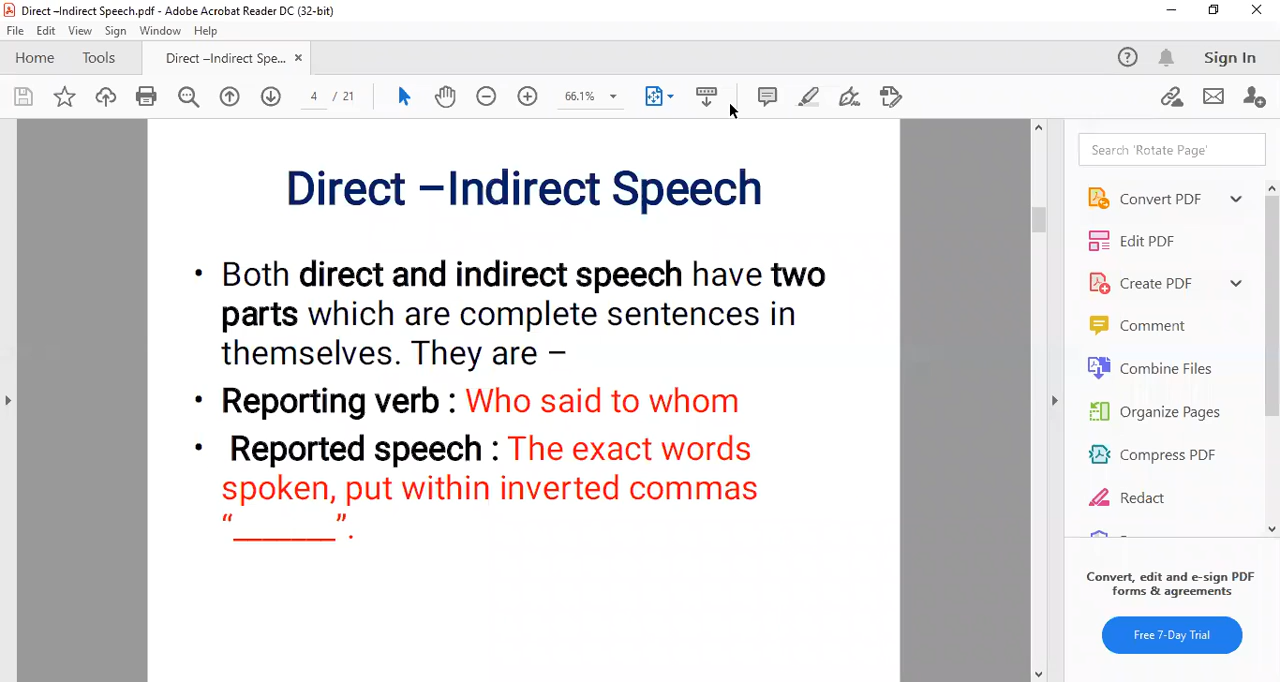 Direct –Indirect Speech.pdf - Adobe Acrobat Reader DC (32-bit)
File Edit View Sign Window Help
Home Tools Direct –Indirect Spe... × Sign In
4 / 21 66.1%
Direct –Indirect Speech
• Both direct and indirect speech have two
parts which are complete sentences in
themselves. They are –
• Reporting verb : Who said to whom
• Reported speech : The exact words
spoken, put within inverted commas
“_______”.
Search 'Rotate Page'
Convert PDF
Edit PDF
Create PDF
Comment
Combine Files
Organize Pages
Compress PDF
Redact
Convert, edit and e-sign PDF
forms & agreements
Free 7-Day Trial